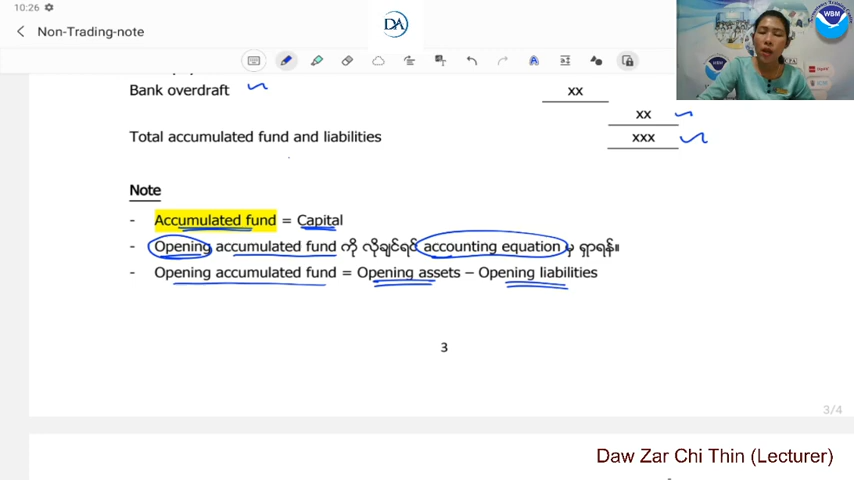 10:26
Non-Trading-note
DA
WBM
WBM
Bank overdraft xx
xx
Total accumulated fund and liabilities xxx
Note
- Accumulated fund = Capital
- Opening accumulated fund ကို လိုချင်ရင် accounting equation မှ ရှာရန်။
- Opening accumulated fund = Opening assets – Opening liabilities
3
3/4
Daw Zar Chi Thin (Lecturer)